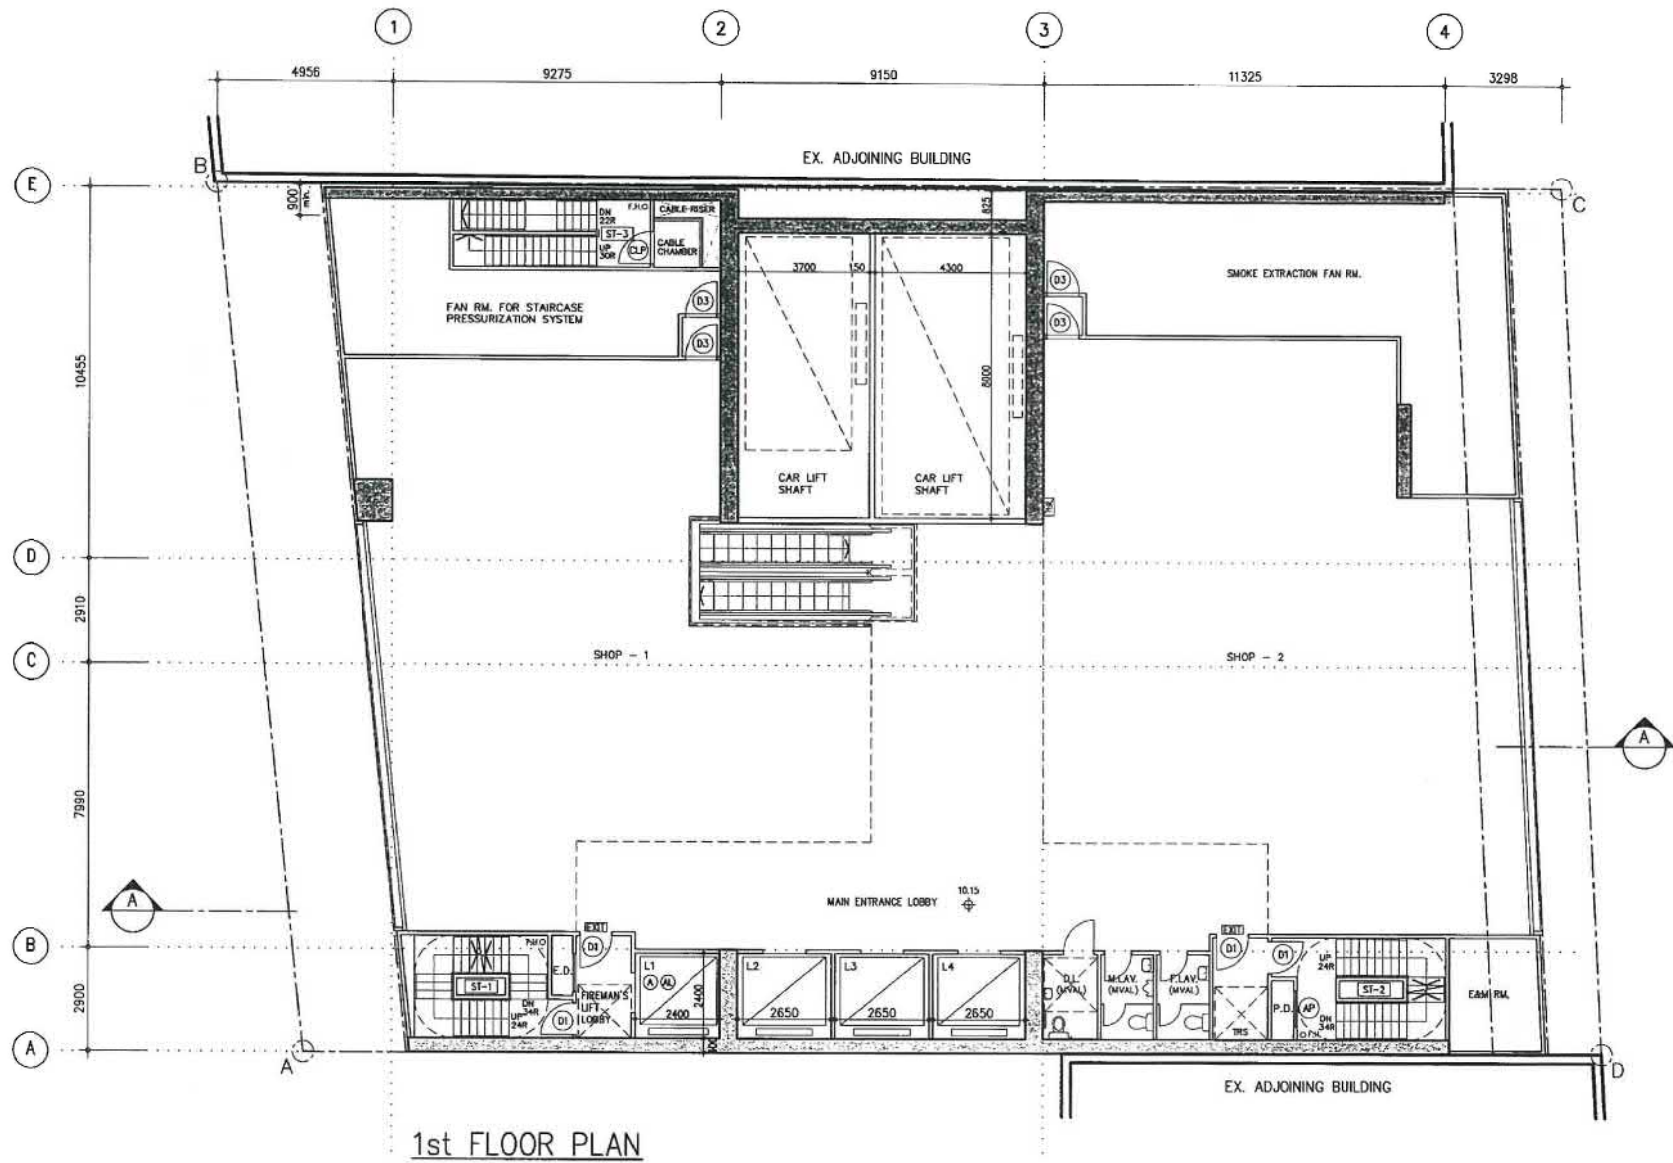 1
2
3
4
4956
9275
9150
11325
3298
EX. ADJOINING BUILDING
B
C
E
900
min.
825
F.H.O
CABLE-RISER
DN
22R
ST-3
UP
30R
CLP
CABLE
CHAMBER
3700
150
4300
SMOKE EXTRACTION FAN RM.
D3
D3
FAN RM. FOR STAIRCASE
PRESSURIZATION SYSTEM
D3
D3
10455
8000
CAR LIFT
SHAFT
CAR LIFT
SHAFT
D
2910
C
SHOP - 1
SHOP - 2
A
7990
A
MAIN ENTRANCE LOBBY
10.15
B
EXIT
D1
EXIT
D1
E.D.
ST-1
DN
34R
UP
24R
D1
FIREMAN'S
LIFT
LOBBY
L1
A
AL
2400
2400
L2
2650
L3
2650
L4
2650
D.L.
(MVAL)
M.LAV.
(MVAL)
F.LAV.
(MVAL)
TRS
D1
P.D.
AP
UP
24R
ST-2
DN
34R
E&M RM.
2900
A
A
D
EX. ADJOINING BUILDING
1st FLOOR PLAN